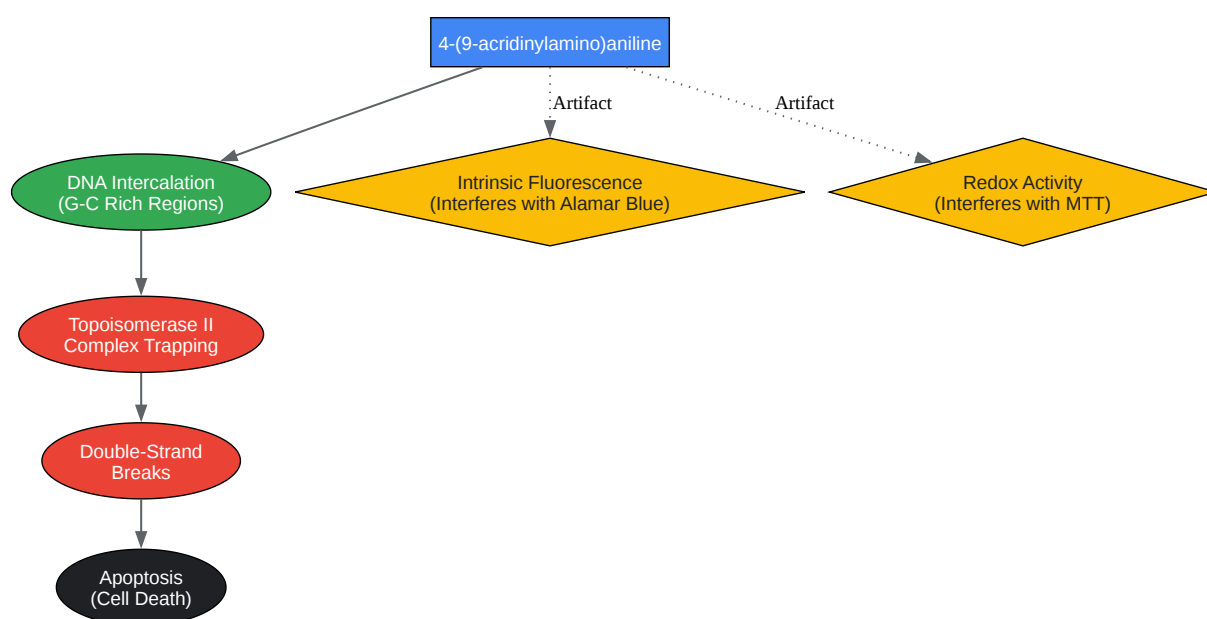 4-(9-acridinylamino)aniline
Artifact
Artifact
DNA Intercalation
(G-C Rich Regions)
Intrinsic Fluorescence
(Interferes with Alamar Blue)
Redox Activity
(Interferes with MTT)
Topoisomerase II
Complex Trapping
Double-Strand
Breaks
Apoptosis
(Cell Death)